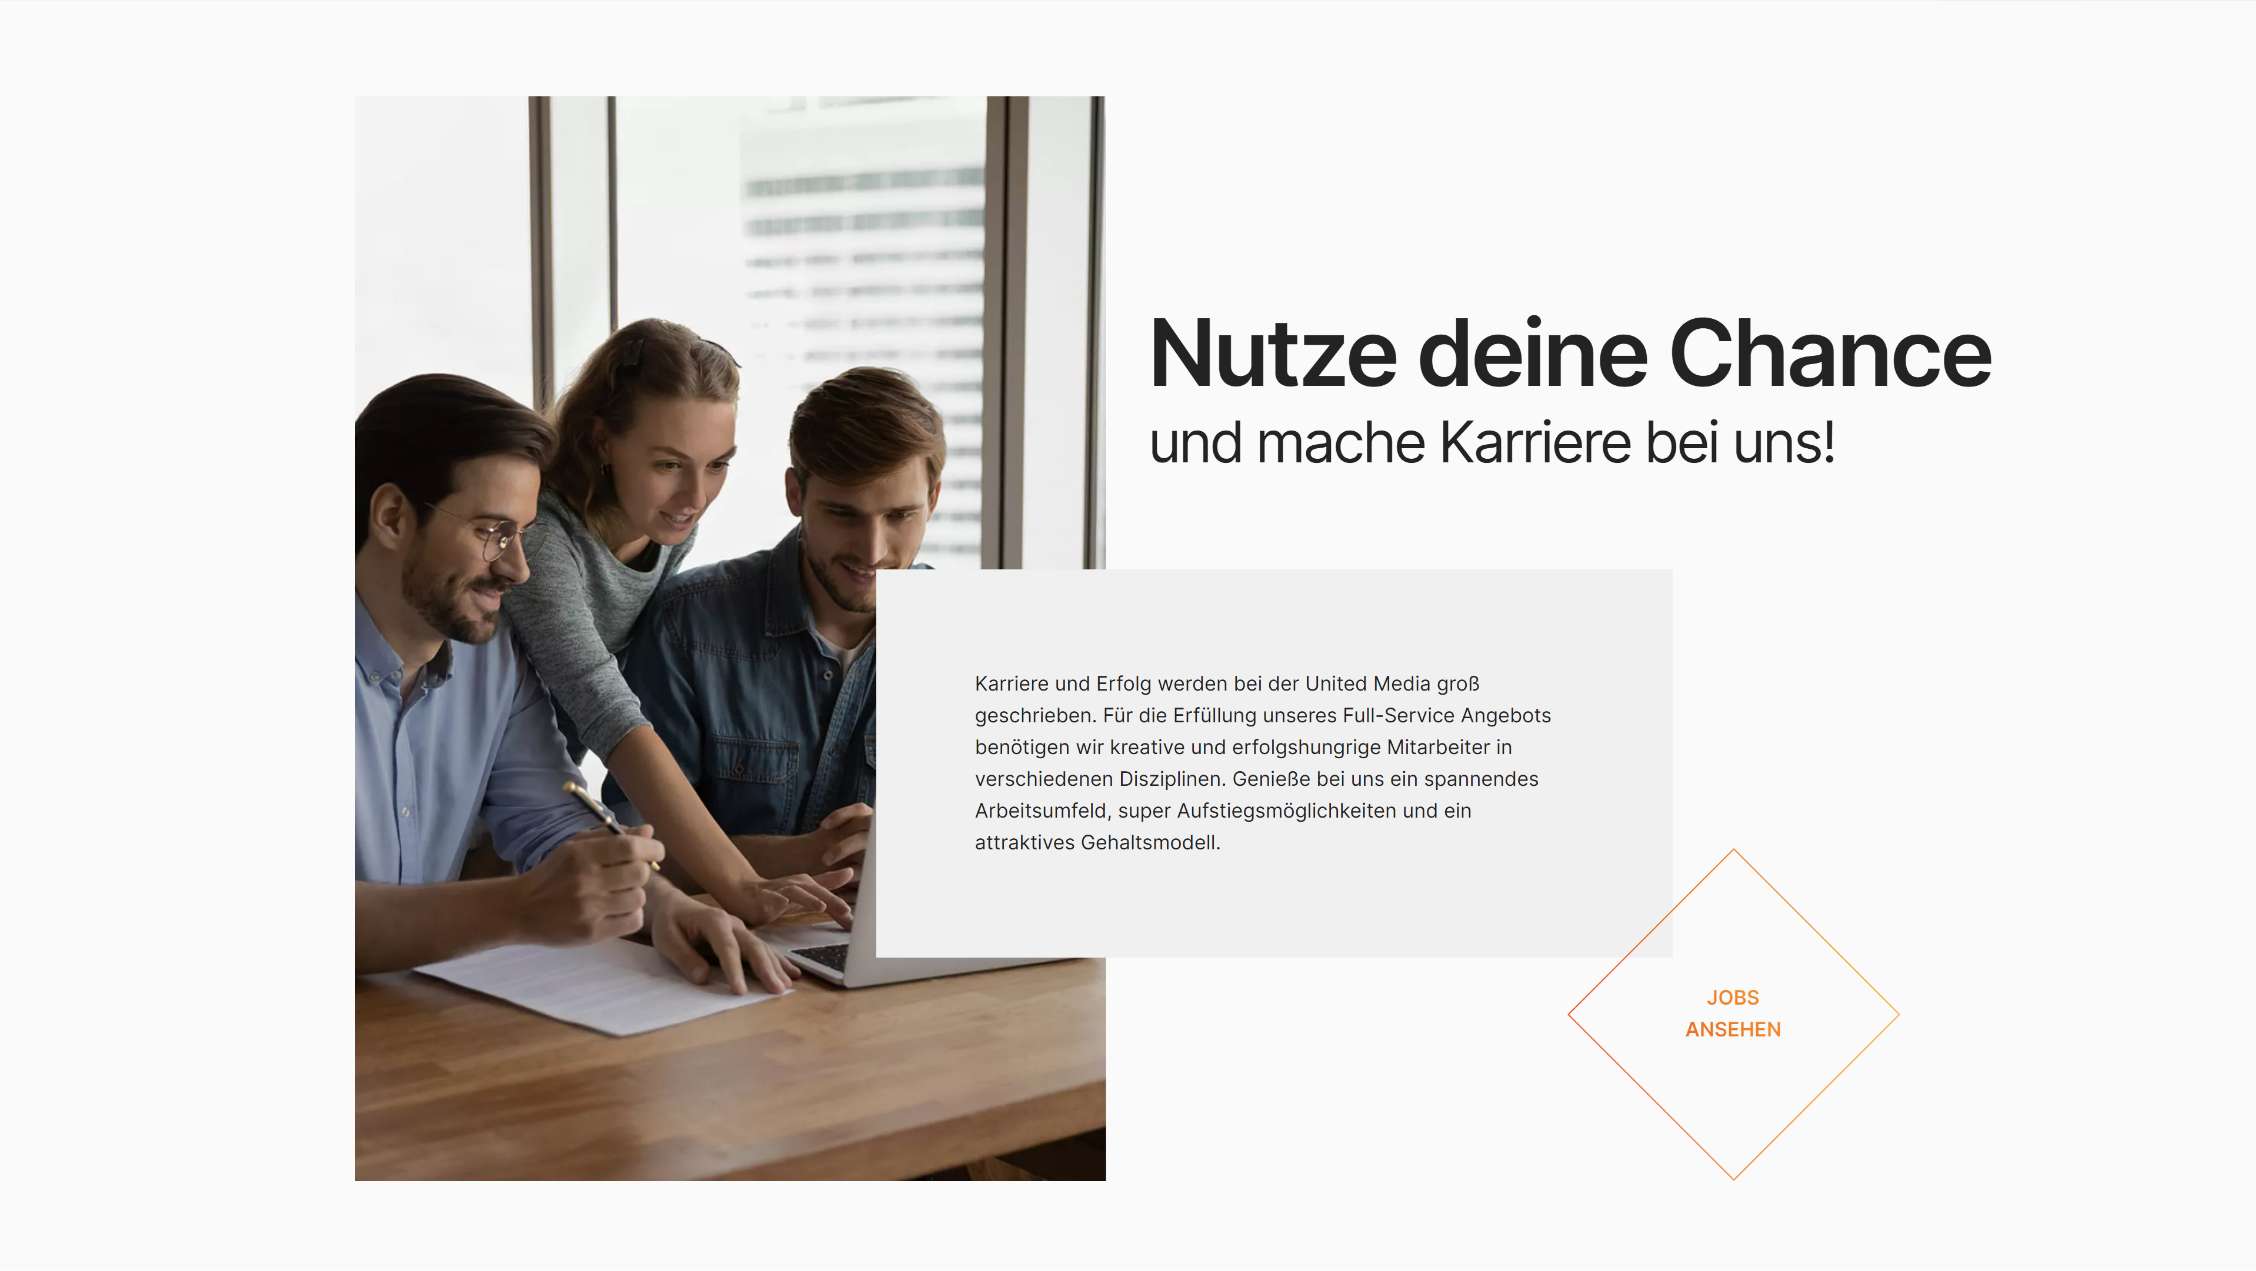 Nutze deine Chance
und mache Karriere bei uns!
Karriere und Erfolg werden bei der United Media groß
geschrieben. Für die Erfüllung unseres Full-Service Angebots
benötigen wir kreative und erfolgshungrige Mitarbeiter in
verschiedenen Disziplinen. Genieße bei uns ein spannendes
Arbeitsumfeld, super Aufstiegsmöglichkeiten und ein
attraktives Gehaltsmodell.
JOBS
ANSEHEN